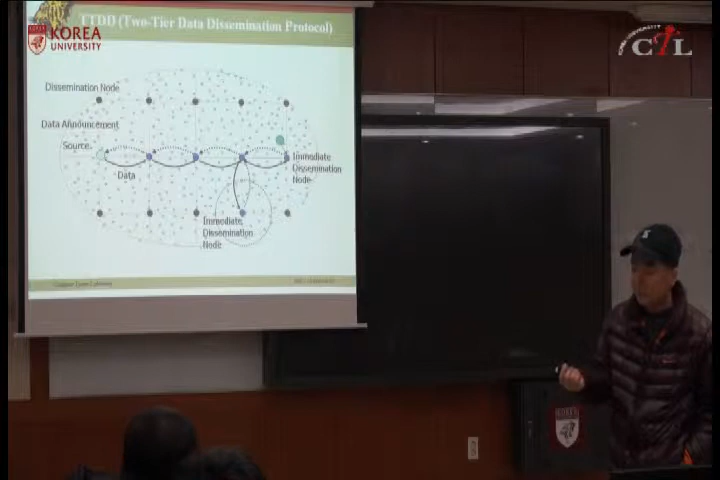 KOREA
UNIVERSITY
TTDD (Two-Tier Data Dissemination Protocol)
Dissemination Node
Data Announcement
Source
Data
Immediate
Dissemination
Node
Immediate
Dissemination
Node
KOREA